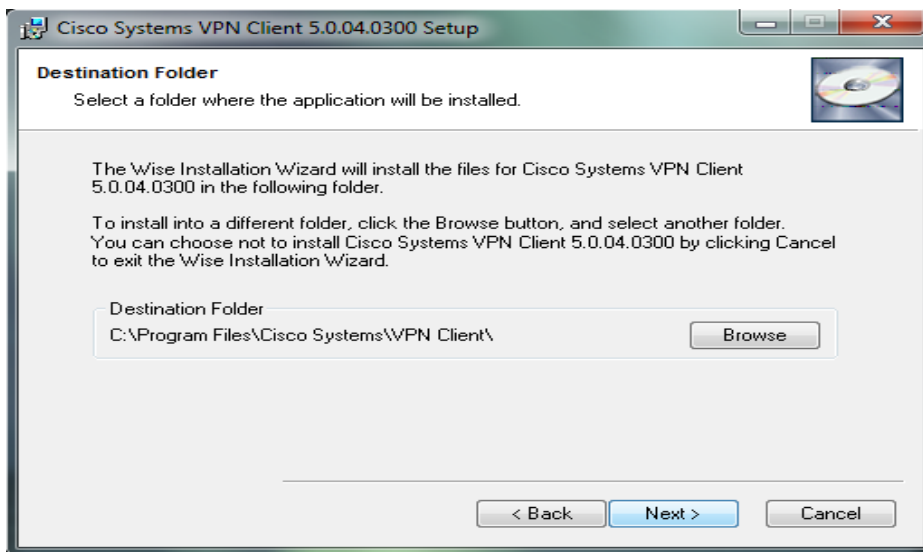 Cisco Systems VPN Client 5.0.04.0300 Setup
Destination Folder
Select a folder where the application will be installed.
The Wise Installation Wizard will install the files for Cisco Systems VPN Client
5.0.04.0300 in the following folder.
To install into a different folder, click the Browse button, and select another folder.
You can choose not to install Cisco Systems VPN Client 5.0.04.0300 by clicking Cancel
to exit the Wise Installation Wizard.
Destination Folder
C:\Program Files\Cisco Systems\VPN Client\
Browse
< Back
Next >
Cancel